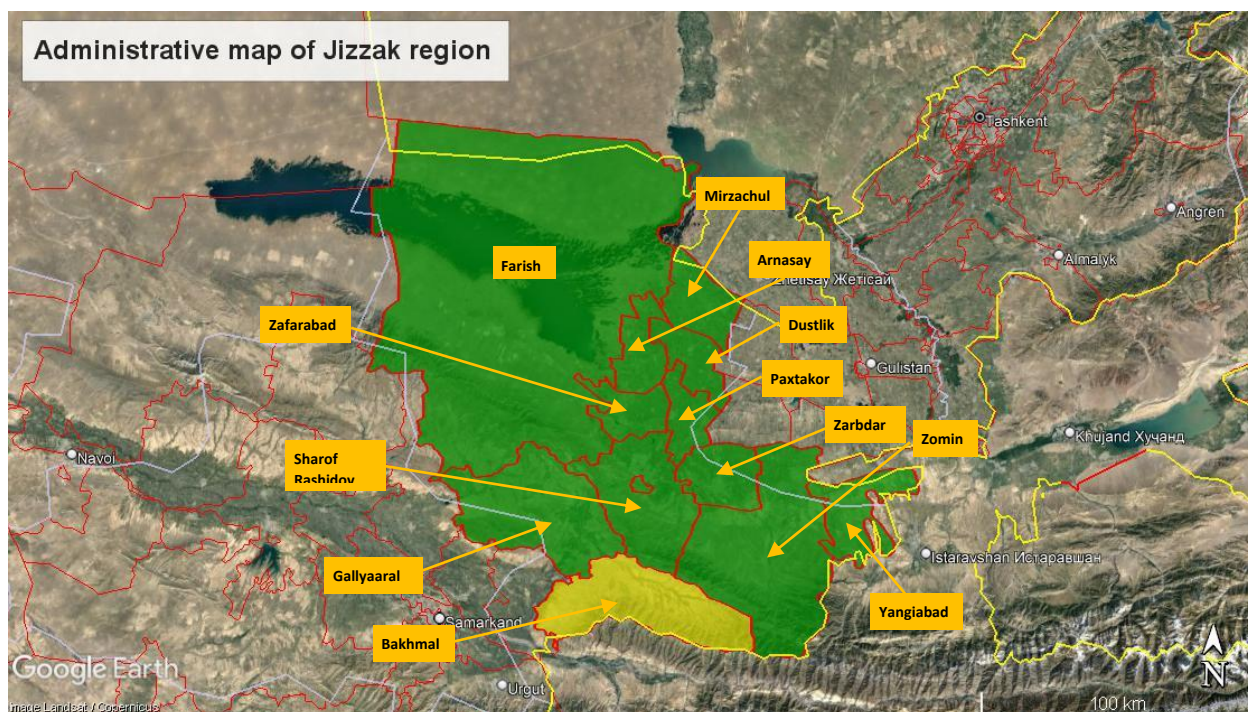 Administrative map of Jizzak region
Tashkent
Mirzachul
Angren
Arnasay
Almalyk
Farish
Жетісай
Zafarabad
Dustlik
Gulistan
Paxtakor
Zarbdar
Zomin
Khujand Хучанд
Navoi
Sharof
Rashidov
Istaravshan Истаравшан
Gallyaaral
Yangiabad
Samarkand
Bakhmal
Google Earth
Urgut
N
100 km
Image Landsat / Copernicus